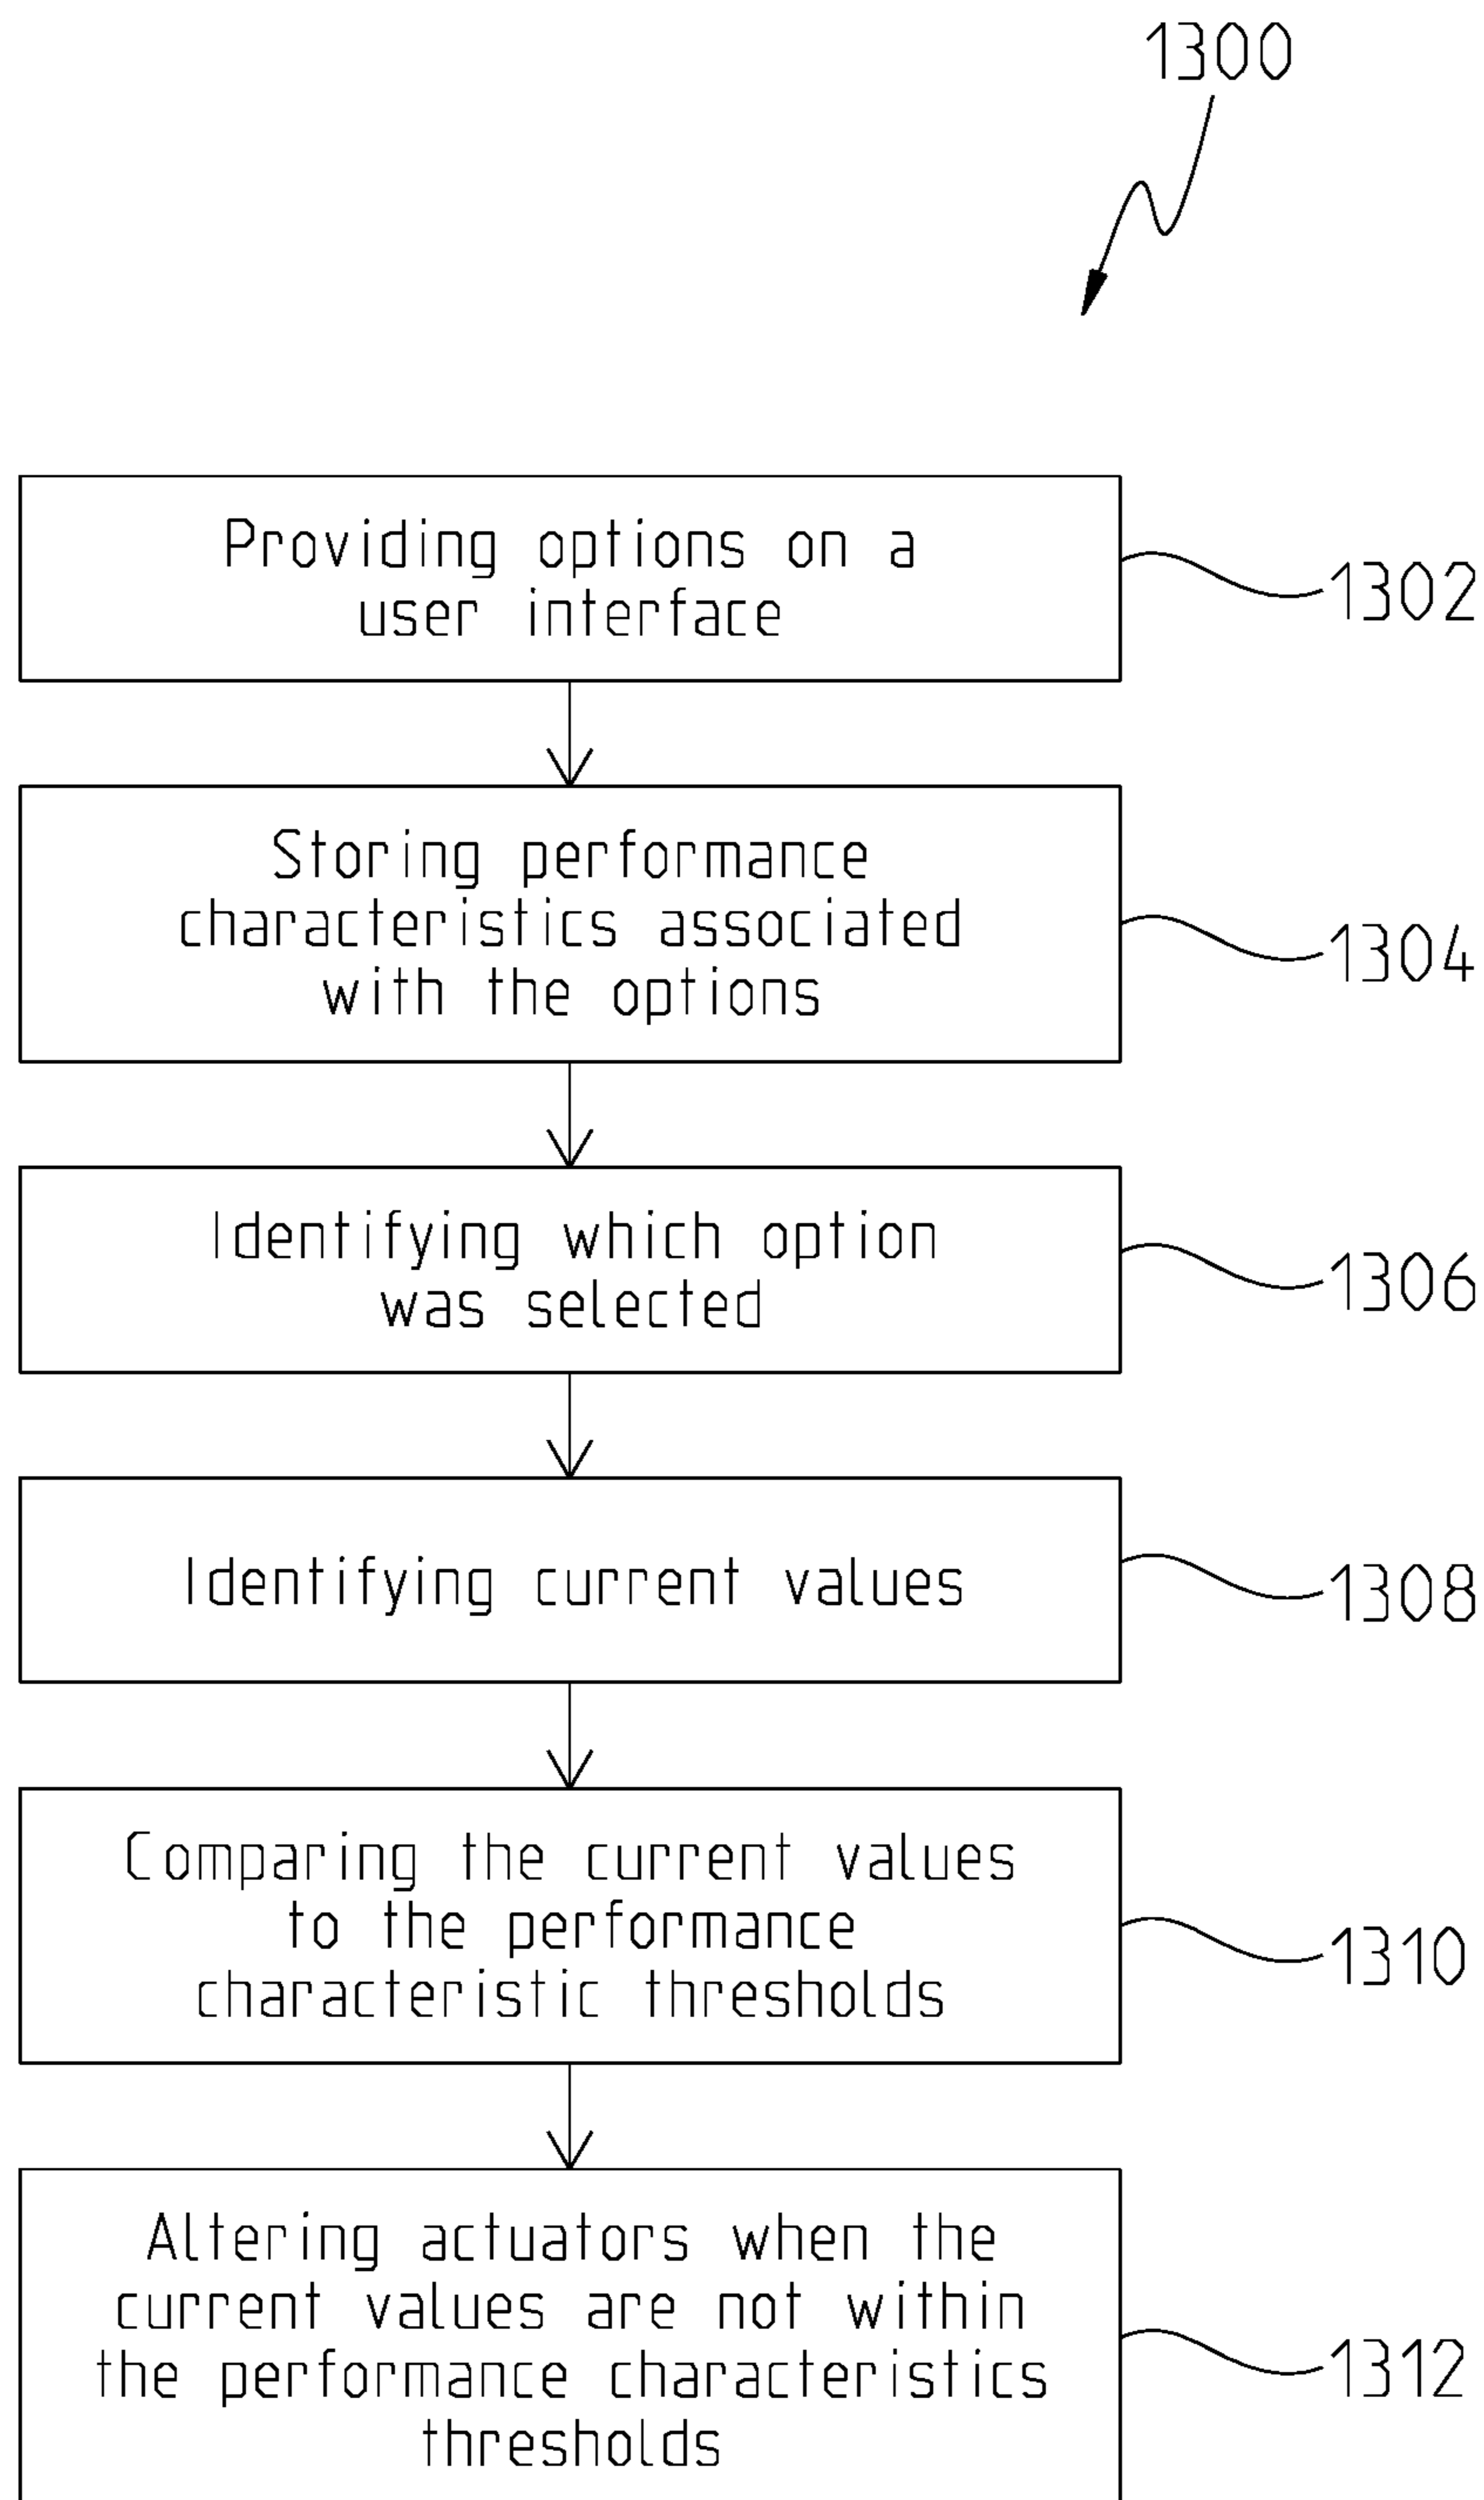 1300
Providing options on a
user interface
1302
Storing performance
characteristics associated
with the options
1304
Identifying which option
was selected
1306
Identifying current values
1308
Comparing the current values
to the performance
characteristic thresholds
1310
Altering actuators when the
current values are not within
the performance characteristics
thresholds
1312